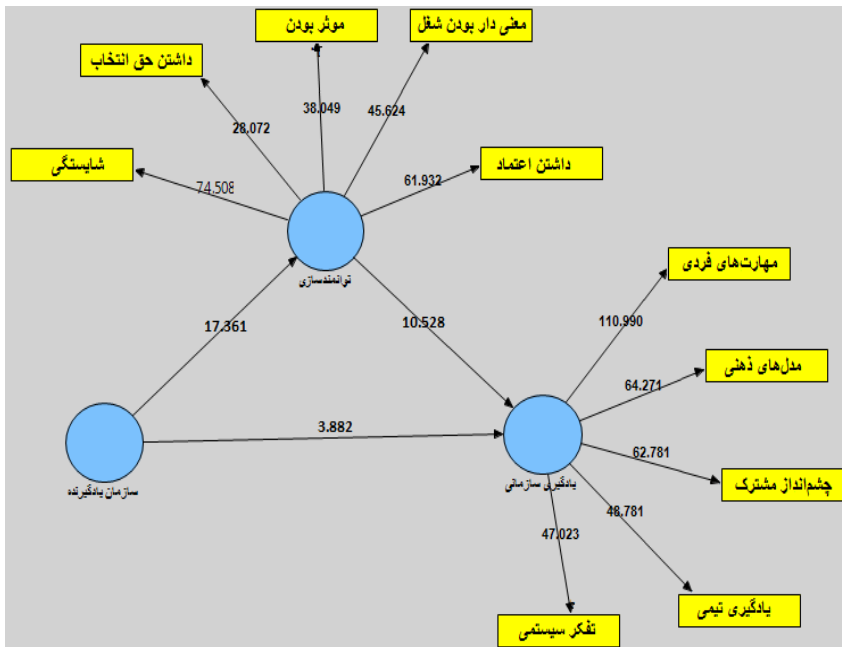 موثر بودن
معنی دار بودن شغل
داشتن حق انتخاب
38.049
45.624
28.072
شایستگی
داشتن اعتماد
74.508
61.932
توانمندسازی
مهارت‌های فردی
17.361
10.528
110.990
مدل‌های ذهنی
64.271
3.882
62.781
سازمان یادگیرنده
یادگیری سازمانی
چشم‌انداز مشترک
48.781
47.023
یادگیری تیمی
تفکر سیستمی